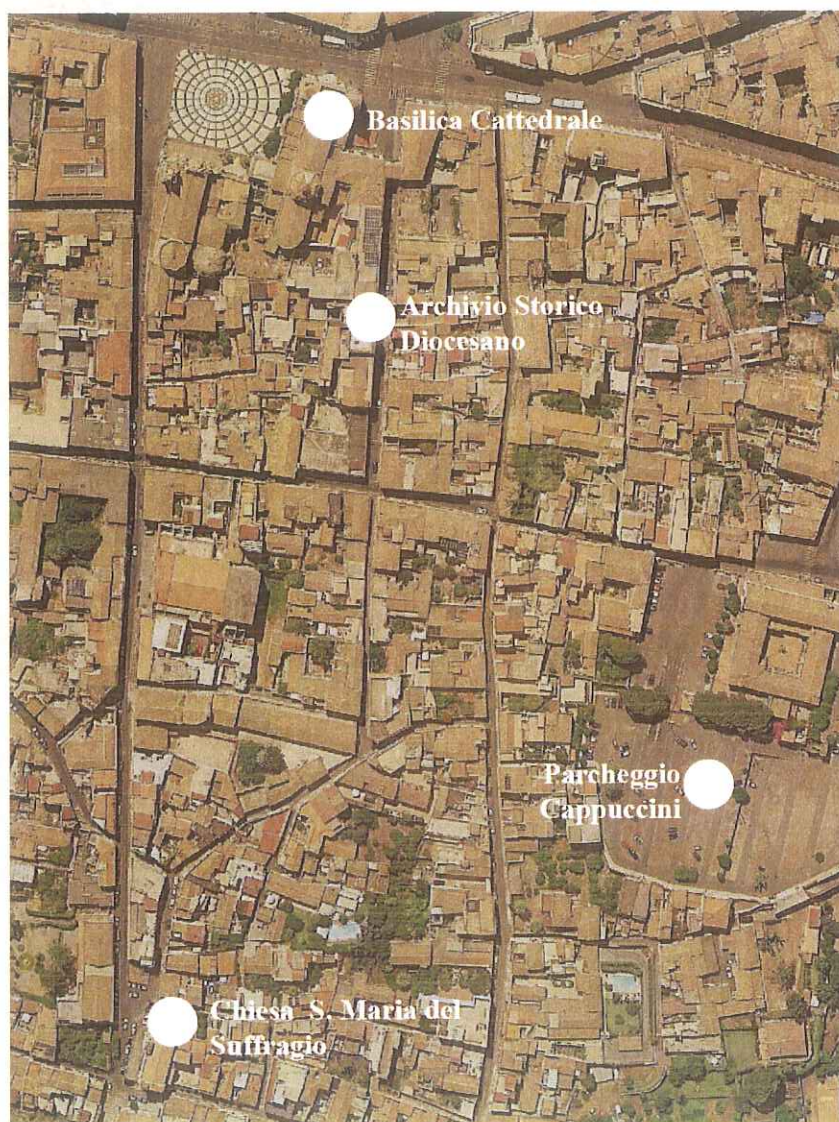 Basilica Cattedrale
Archivio Storico
Diocesano
Parcheggio
Cappuccini
Chiesa S. Maria del
Suffragio